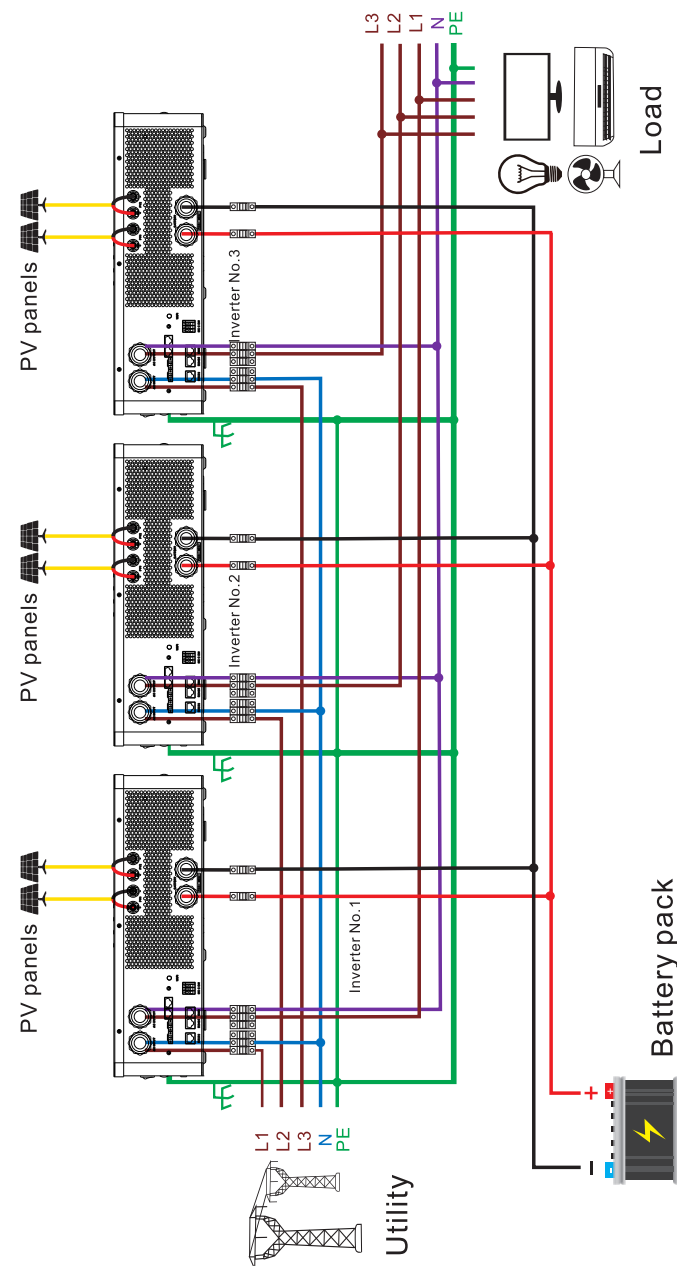 PV panels
PV panels
PV panels
Inverter No.1
Inverter No.2
Inverter No.3
L3
L2
L1
N
PE
Load
L1
L2
L3
N
PE
Utility
+
−
+
-
Battery pack